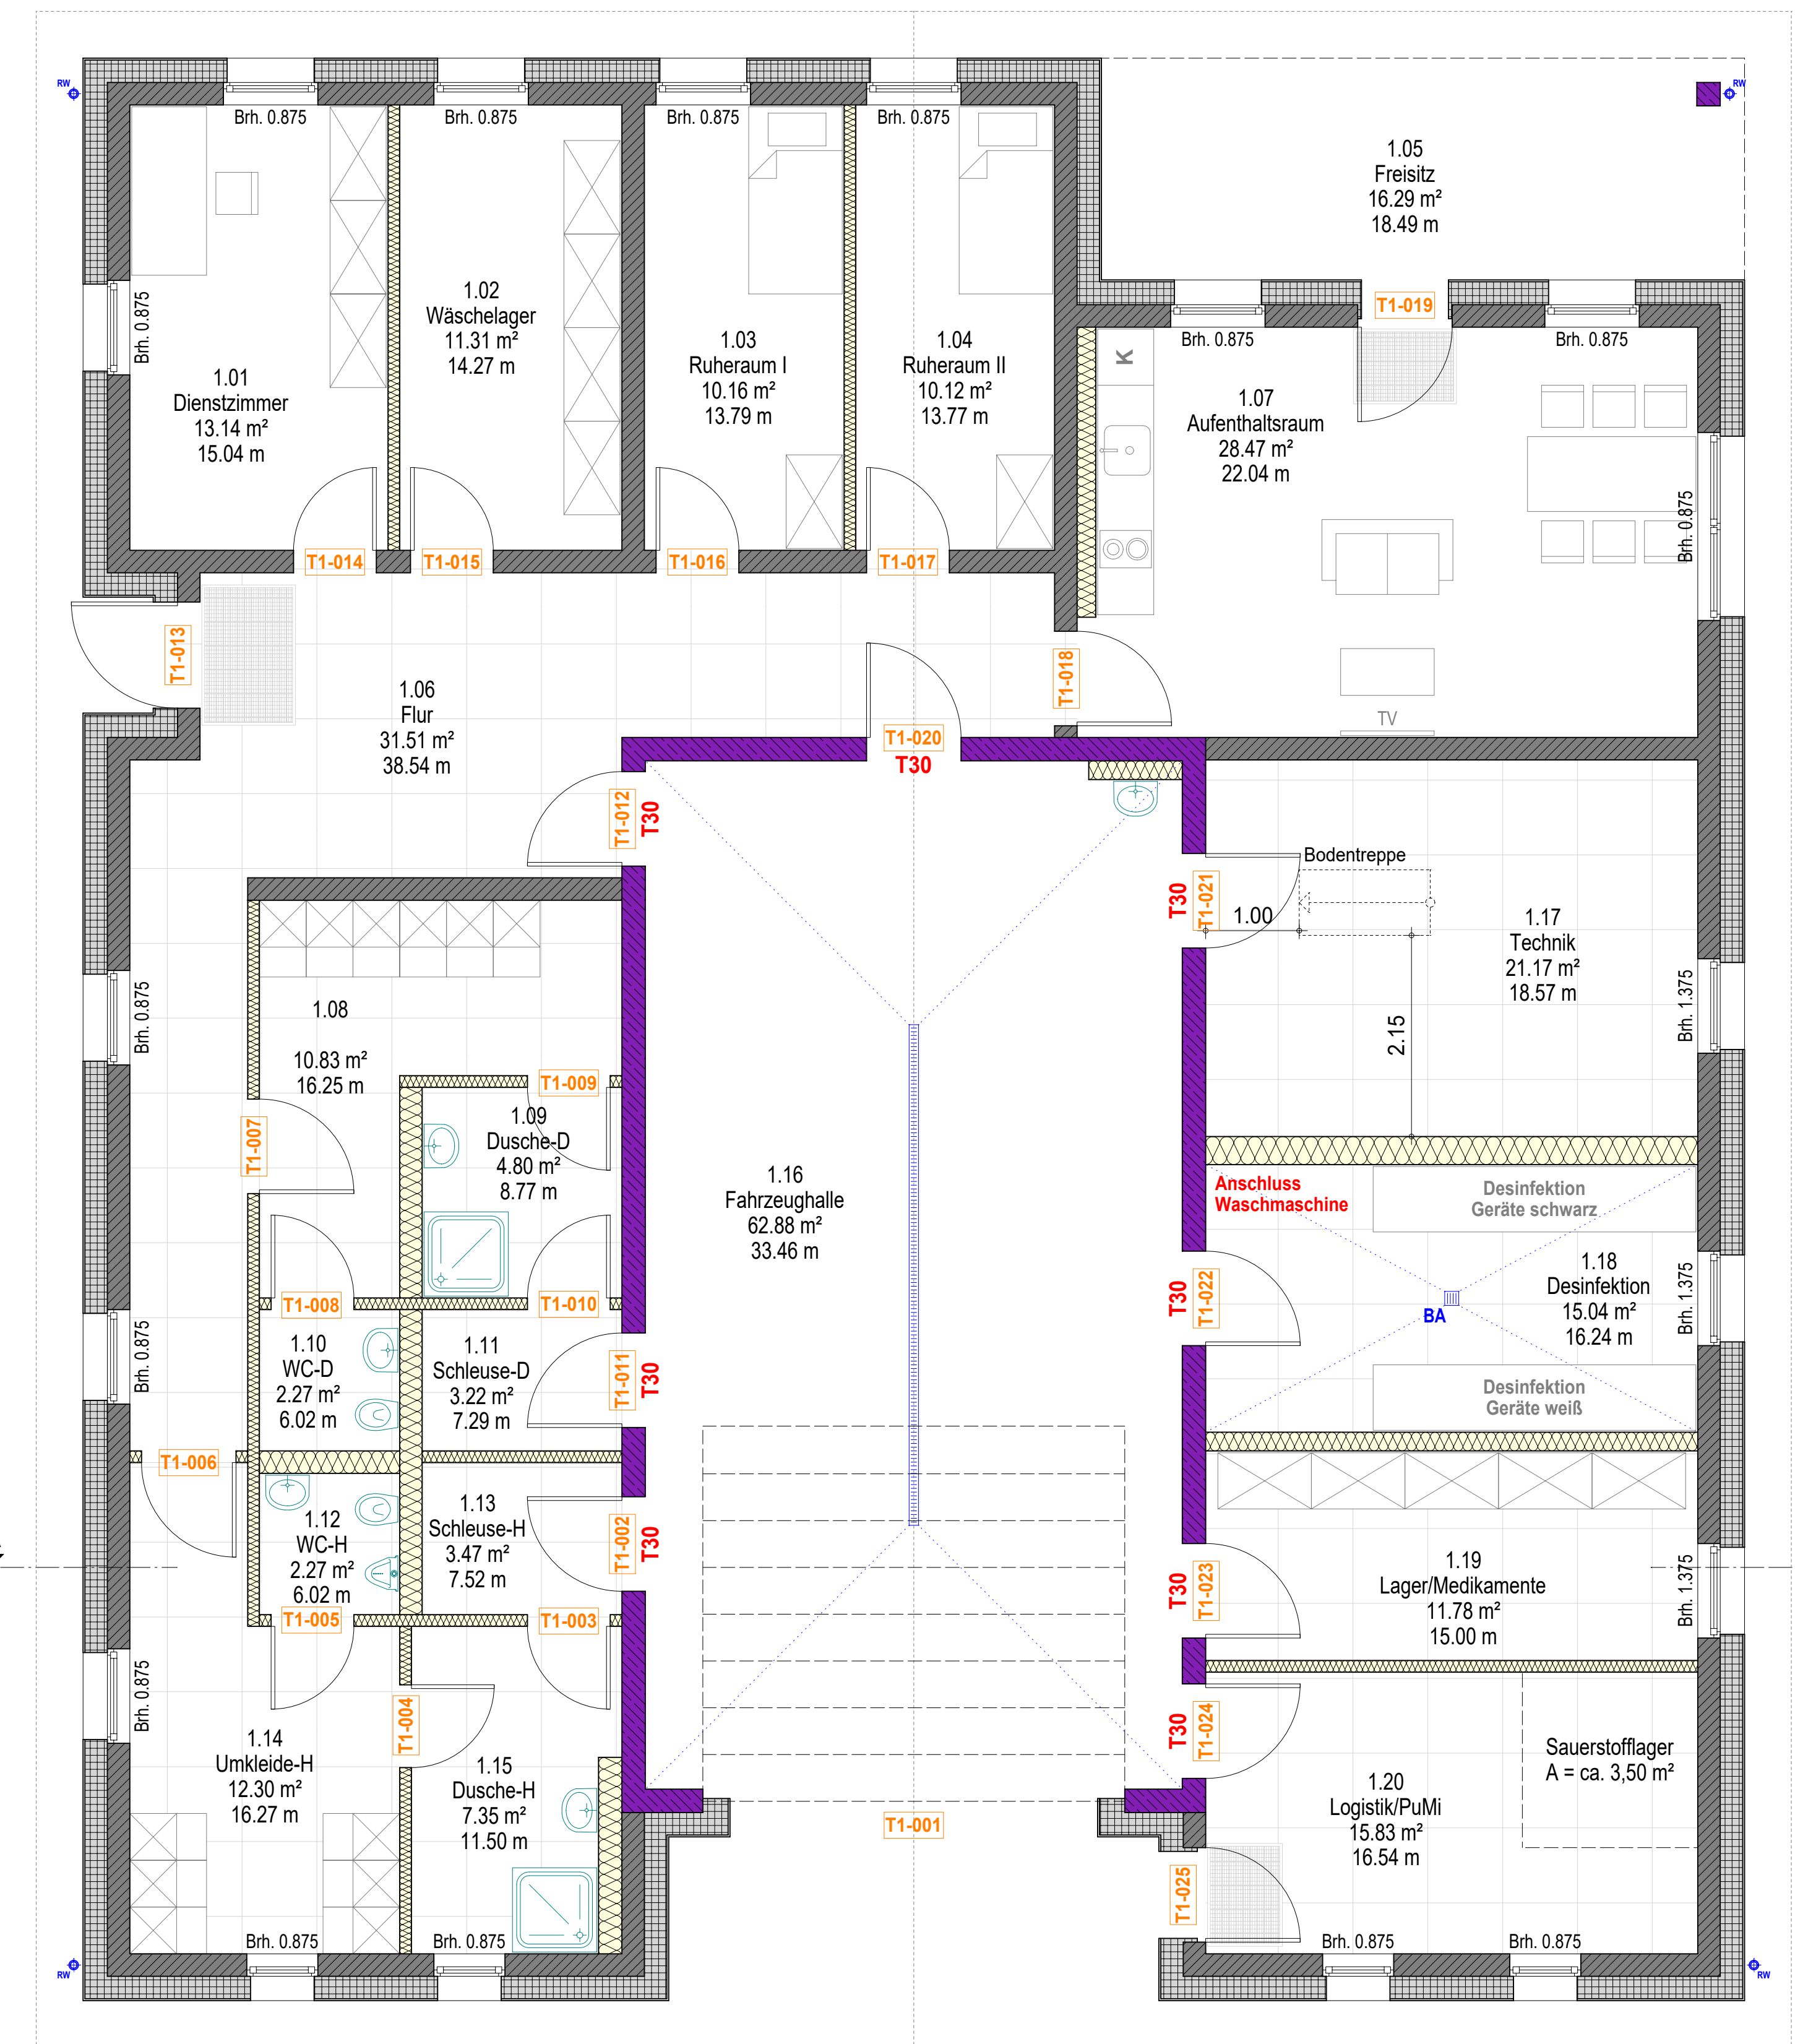 RW
RW
Brh. 0.875
Brh. 0.875
Brh. 0.875
Brh. 0.875
1.05
Freisitz
16.29 m²
18.49 m
Brh. 0.875
1.01
Dienstzimmer
13.14 m²
15.04 m
1.02
Wäschelager
11.31 m²
14.27 m
1.03
Ruheraum I
10.16 m²
13.79 m
1.04
Ruheraum II
10.12 m²
13.77 m
T1-019
Brh. 0.875
Brh. 0.875
K
1.07
Aufenthaltsraum
28.47 m²
22.04 m
Brh. 0.875
T1-014
T1-015
T1-016
T1-017
T1-013
T1-018
1.06
Flur
31.51 m²
38.54 m
TV
T1-020
T30
T1-012
T30
Bodentreppe
T30
T1-021
1.00
1.17
Technik
21.17 m²
18.57 m
2.15
Brh. 1.375
Brh. 0.875
1.08
10.83 m²
16.25 m
T1-009
T1-007
1.09
Dusche-D
4.80 m²
8.77 m
1.16
Fahrzeughalle
62.88 m²
33.46 m
Anschluss
Waschmaschine
Desinfektion
Geräte schwarz
T30
T1-022
1.18
Desinfektion
15.04 m²
16.24 m
BA
Brh. 1.375
Desinfektion
Geräte weiß
T1-008
T1-010
Brh. 0.875
1.10
WC-D
2.27 m²
6.02 m
1.11
Schleuse-D
3.22 m²
7.29 m
T1-011
T30
T1-006
1.12
WC-H
2.27 m²
6.02 m
1.13
Schleuse-H
3.47 m²
7.52 m
T1-002
T30
T30
T1-023
1.19
Lager/Medikamente
11.78 m²
15.00 m
Brh. 1.375
T1-005
T1-003
Brh. 0.875
T1-004
1.14
Umkleide-H
12.30 m²
16.27 m
1.15
Dusche-H
7.35 m²
11.50 m
T30
T1-024
Sauerstofflager
A = ca. 3,50 m²
1.20
Logistik/PuMi
15.83 m²
16.54 m
T1-001
T1-025
Brh. 0.875
Brh. 0.875
Brh. 0.875
Brh. 0.875
RW
RW